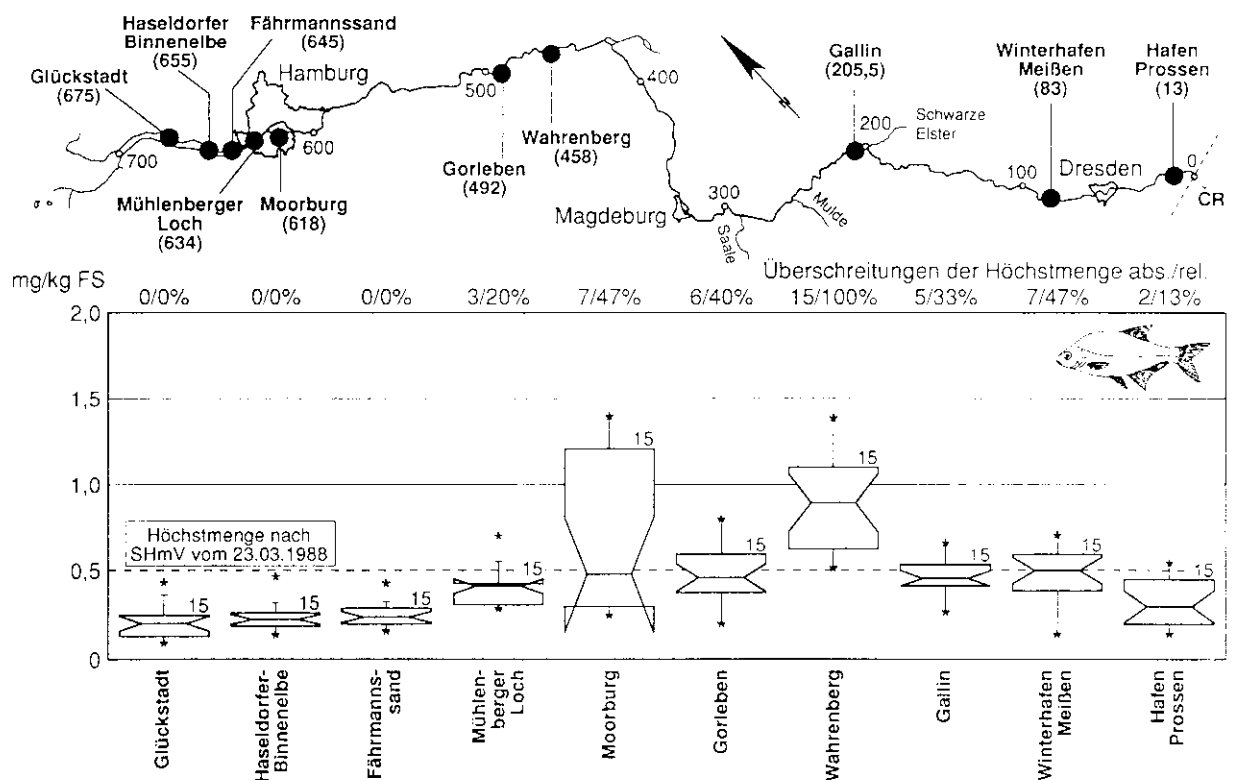 Haseldorfer
Binnenelbe
(655)
Fährmannssand
(645)
Glückstadt
(675)
Hamburg
700
600
500
400
Mühlenberger
Loch
(634)
Moorburg
(618)
Gorleben
(492)
Wahrenberg
(458)
N
Magdeburg
300
Saale
Mulde
Gallin
(205,5)
200
Schwarze
Elster
100
Winterhafen
Meißen
(83)
Dresden
Hafen
Prossen
(13)
0
ČR
mg/kg FS
Überschreitungen der Höchstmenge abs./rel.
0/0% 0/0% 0/0% 3/20% 7/47% 6/40% 15/100% 5/33% 7/47% 2/13%
2,0
1,5
1,0
0,5
0
Höchstmenge nach
SHmV vom 23.03.1988
15 15 15 15 15 15 15 15 15 15
Glückstadt
Haseldorfer-
Binnenelbe
Fährmanns-
sand
Mühlen-
berger
Loch
Moorburg
Gorleben
Wahrenberg
Gallin
Winterhafen
Meißen
Hafen
Prossen